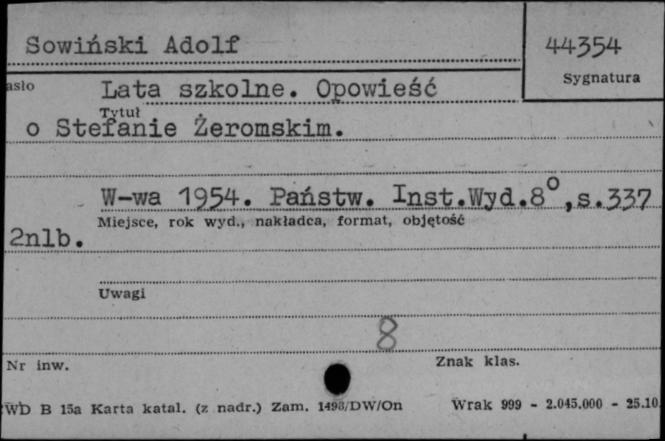 Sowiński Adolf
44354
asło
Sygnatura
Lata szkolne. Opowieść
Tytuł
o Stefanie Żeromskim.
W-wa 1954. Państw. Inst.Wyd.8°,s.337
Miejsce, rok wyd., nakładca, format, objętość
2nlb.
Uwagi
8
Nr inw.
Znak klas.
WD B 15a Karta katal. (z nadr.) Zam. 1498/DW/On Wrak 999 - 2.045.000 - 25.10